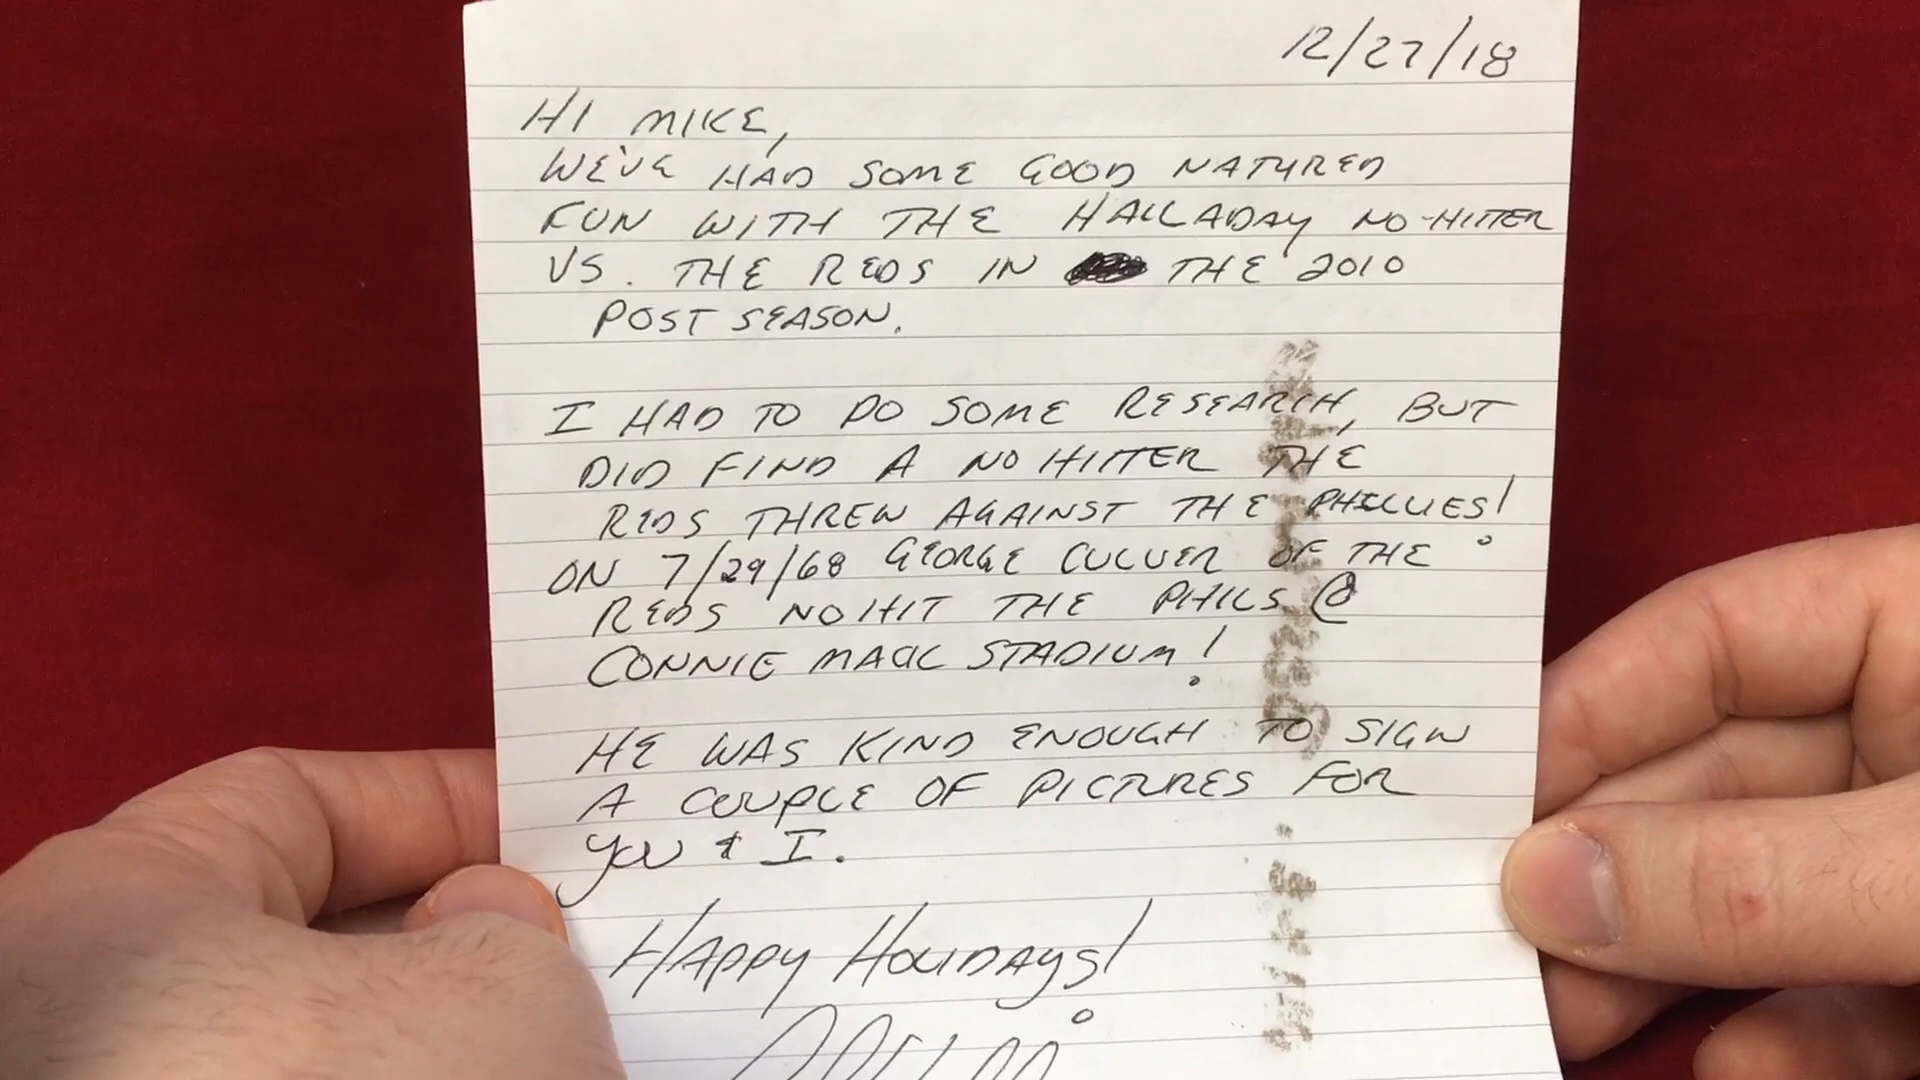 12/27/18
HI MIKE,
WE'VE HAD SOME GOOD NATURED
FUN WITH THE HALLADAY NO-HITTER
VS. THE REDS IN THE 2010
POST SEASON.
I HAD TO DO SOME RESEARCH, BUT
DID FIND A NO HITTER THE
REDS THREW AGAINST THE PHILLIES!
ON 7/29/68 GEORGE CULVER OF THE
REDS NO HIT THE PHILS @
CONNIE MACK STADIUM!
HE WAS KIND ENOUGH TO SIGN
A COUPLE OF PICTURES FOR
YOU & I.
HAPPY HOLIDAYS!